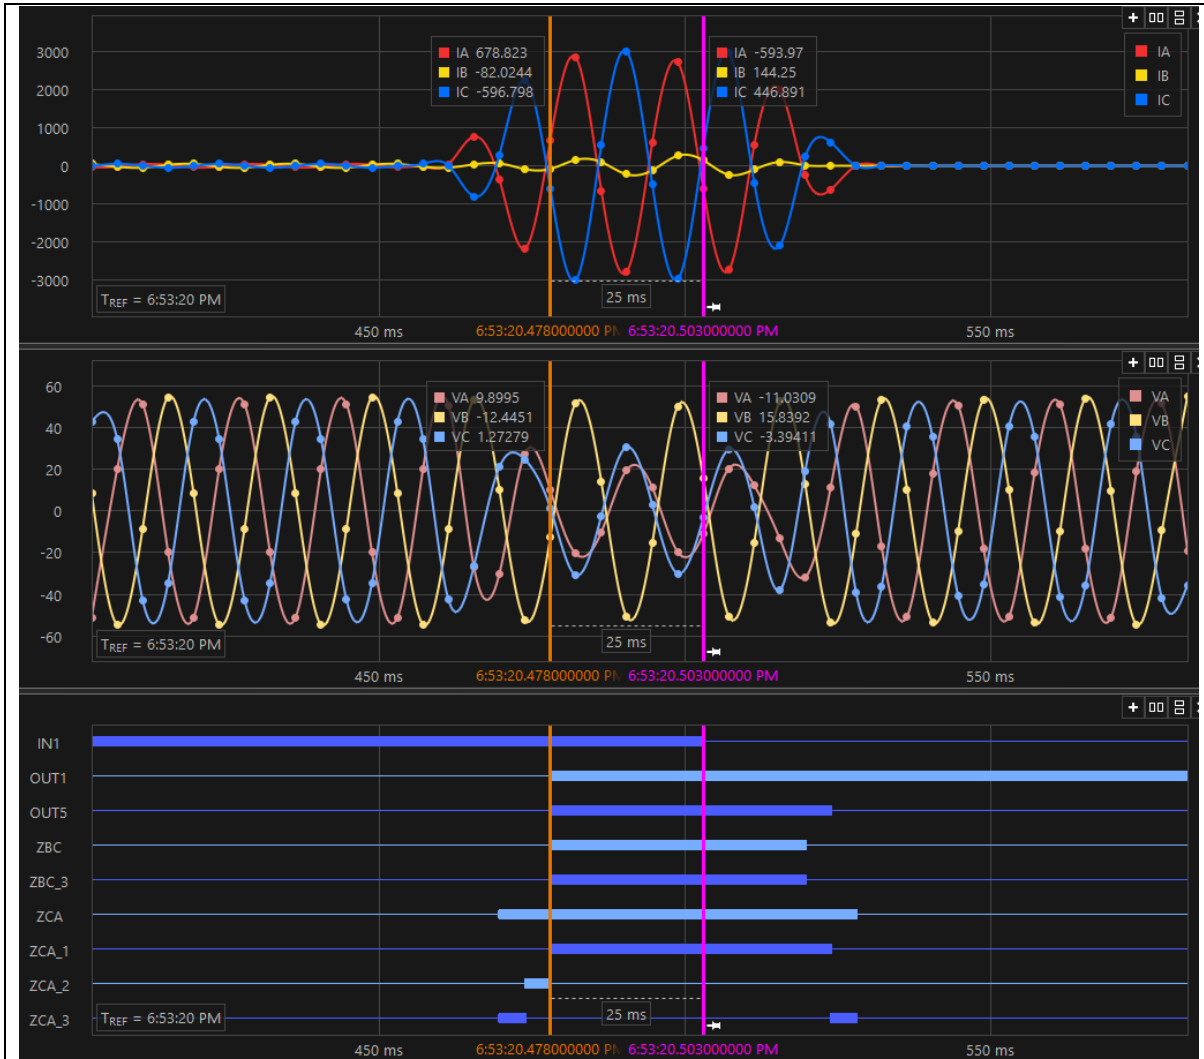 3000
2000
1000
0
-1000
-2000
-3000
IA 678.823
IB -82.0244
IC -596.798
IA -593.97
IB 144.25
IC 446.891
IA
IB
IC
25 ms
TREF = 6:53:20 PM
450 ms
6:53:20.478000000 PM
6:53:20.503000000 PM
550 ms
60
40
20
0
-20
-40
-60
VA 9.8995
VB -12.4451
VC 1.27279
VA -11.0309
VB 15.8392
VC -3.39411
VA
VB
VC
25 ms
TREF = 6:53:20 PM
450 ms
6:53:20.478000000 PM
6:53:20.503000000 PM
550 ms
IN1
OUT1
OUT5
ZBC
ZBC_3
ZCA
ZCA_1
ZCA_2
ZCA_3
TREF = 6:53:20 PM
25 ms
450 ms
6:53:20.478000000 PM
6:53:20.503000000 PM
550 ms